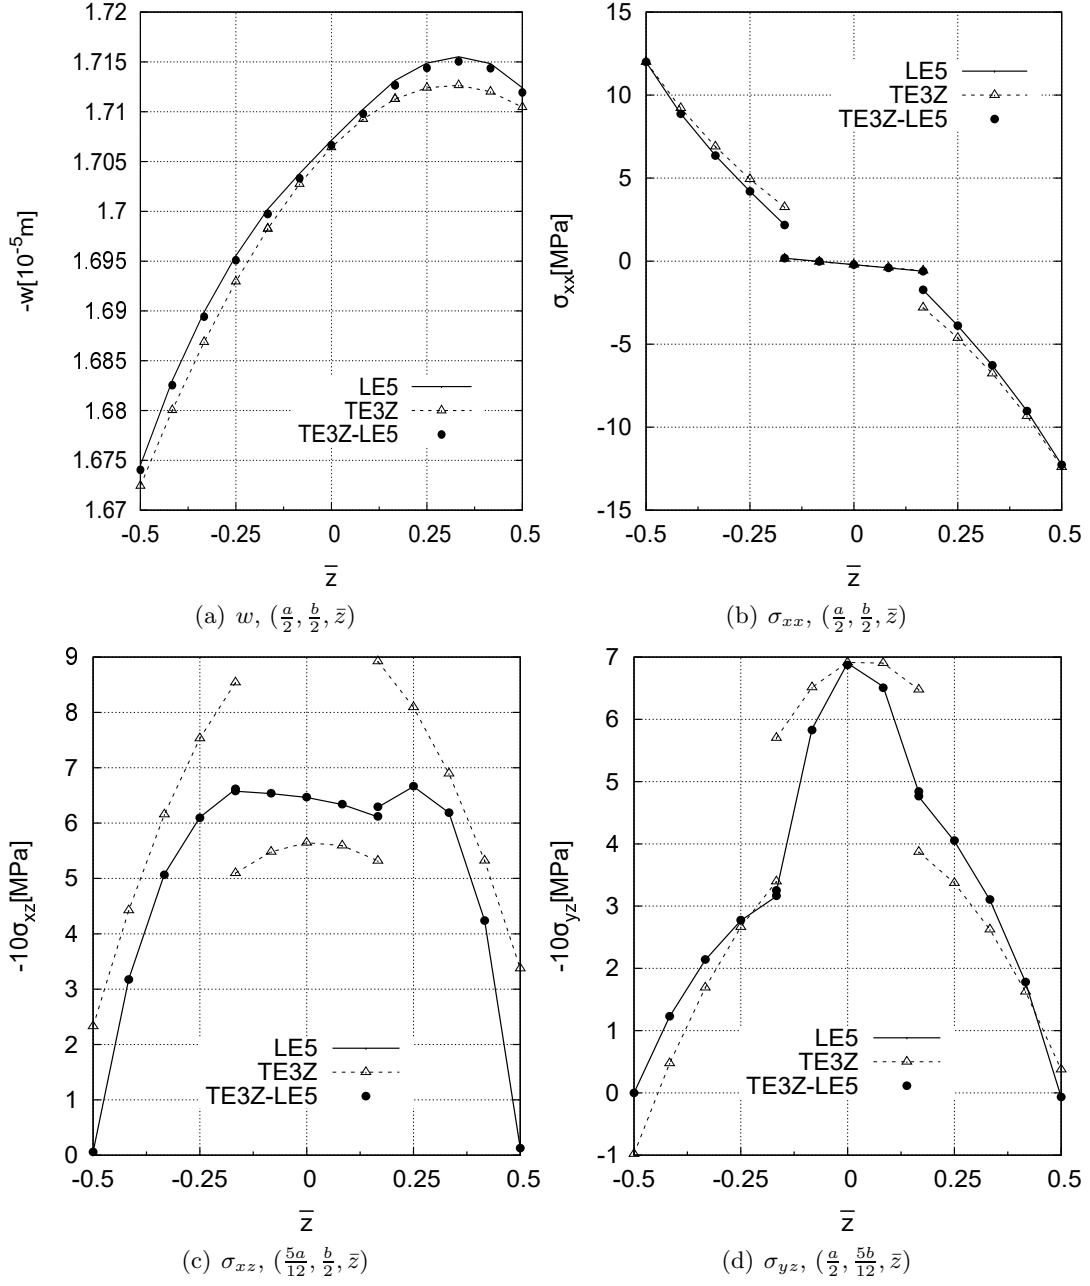 1.72
1.715
1.71
1.705
1.7
1.695
1.69
1.685
1.68
1.675
1.67
-w[10⁻⁵m]
LE5
TE3Z
TE3Z-LE5
-0.5
-0.25
0
0.25
0.5
z̅
(a) w, (a/2, b/2, z̄)
15
10
5
0
-5
-10
-15
σxx[MPa]
LE5
TE3Z
TE3Z-LE5
-0.5
-0.25
0
0.25
0.5
z̅
(b) σxx, (a/2, b/2, z̄)
9
8
7
6
5
4
3
2
1
0
-10σxz[MPa]
LE5
TE3Z
TE3Z-LE5
-0.5
-0.25
0
0.25
0.5
z̅
(c) σxz, (5a/12, b/2, z̄)
7
6
5
4
3
2
1
0
-1
-10σyz[MPa]
LE5
TE3Z
TE3Z-LE5
-0.5
-0.25
0
0.25
0.5
z̅
(d) σyz, (a/2, 5b/12, z̄)